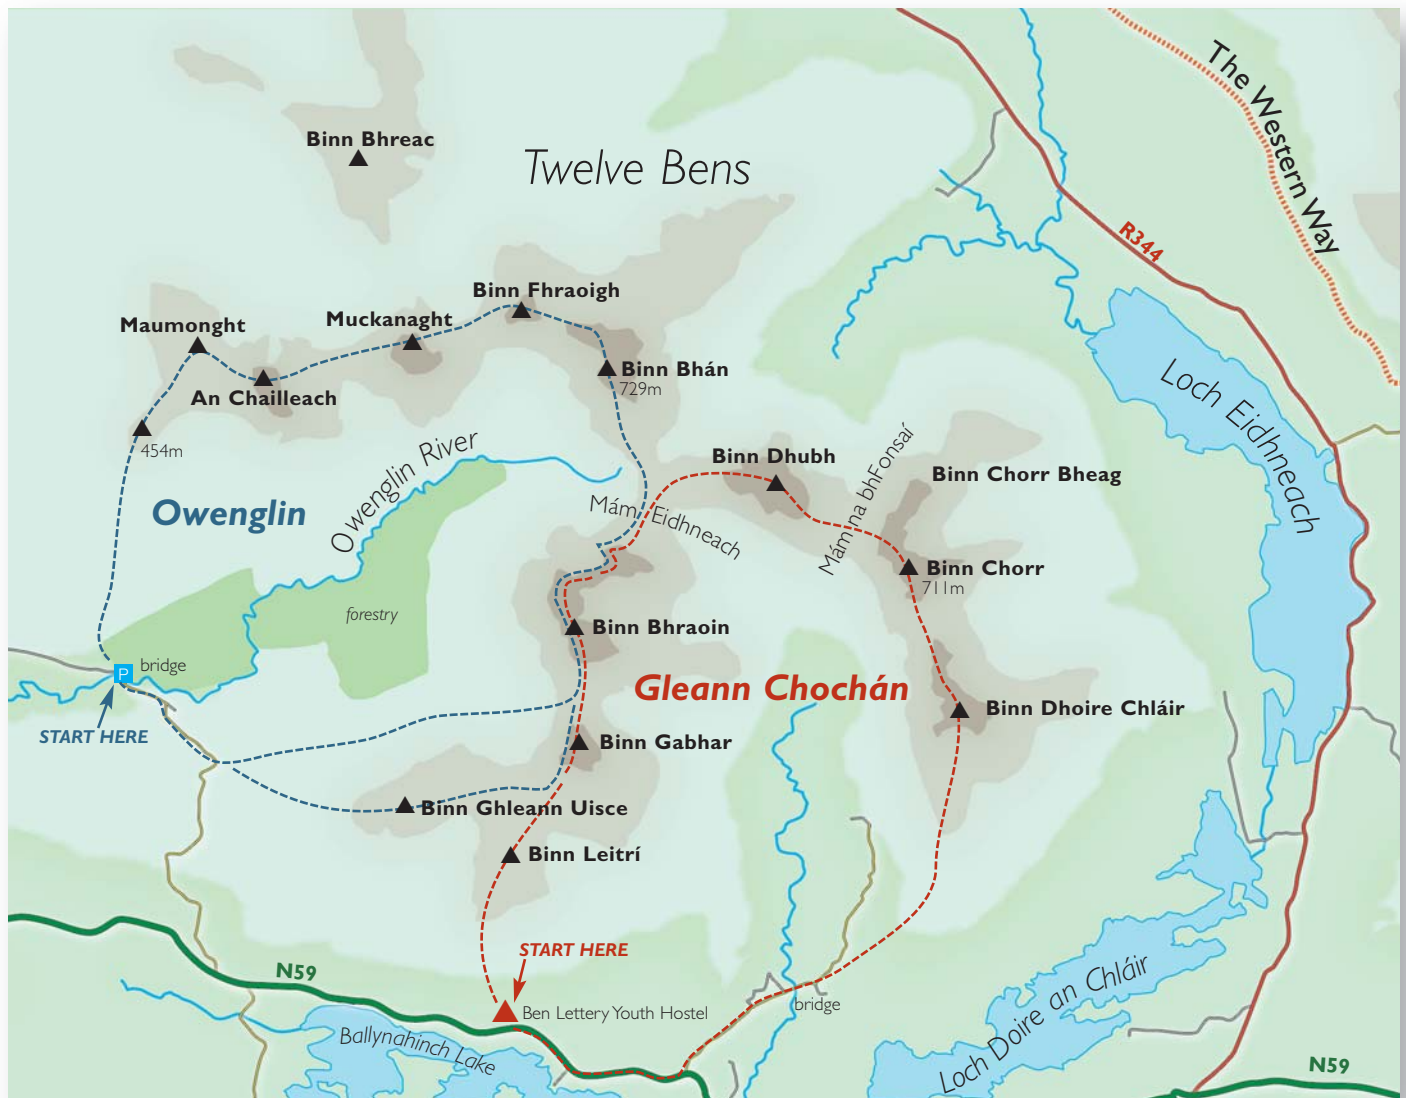 The Western Way
Binn Bhreac
Twelve Bens
R344
Binn Fhraoigh
Muckanaght
Maumonght
Binn Bhán
729m
An Chailleach
Loch Eidhneach
454m
Owenglin River
Binn Dhubh
Mám na bhFonsaí
Binn Chorr Bheag
Owenglin
Mám Eidhneach
Binn Chorr
711m
forestry
Binn Bhraoin
P
bridge
Gleann Chochán
Binn Dhoire Chláir
START HERE
Binn Gabhar
Binn Ghleann Uisce
Binn Leitrí
START HERE
N59
Ben Lettery Youth Hostel
bridge
Loch Doire an Chláir
Ballynahinch Lake
N59